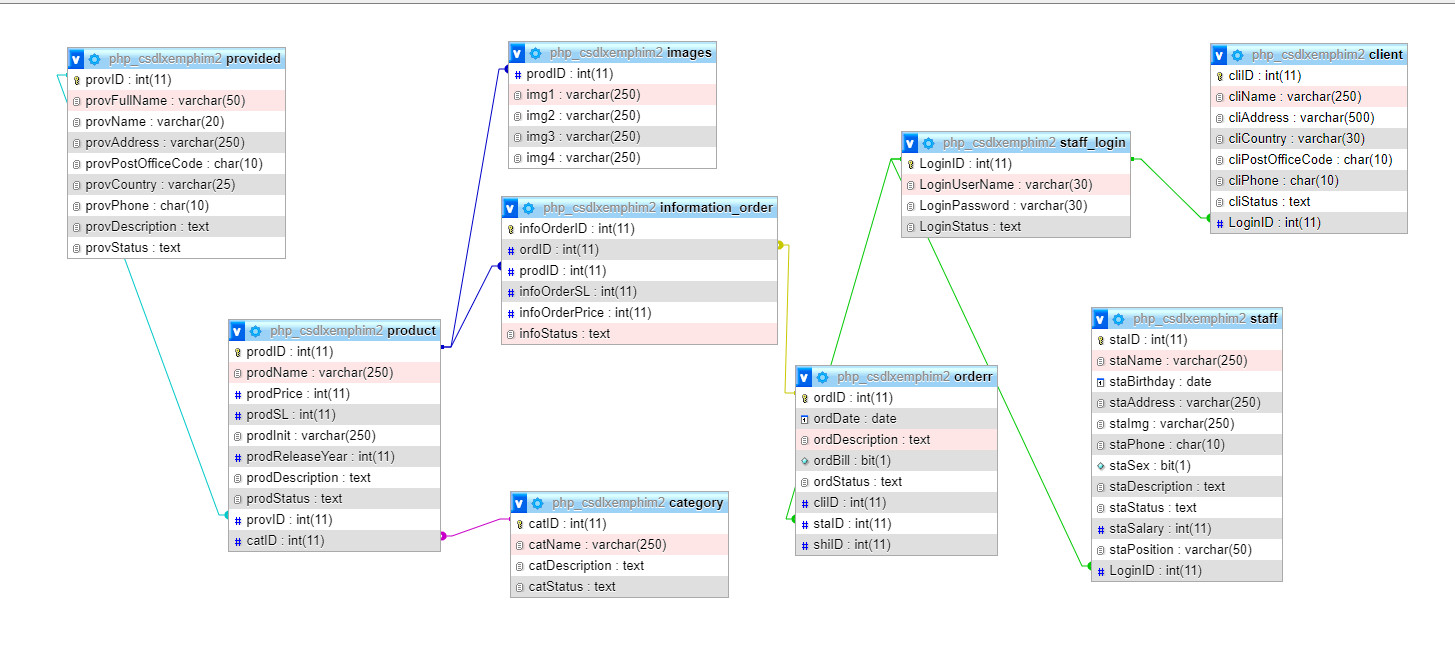 v php_csdlxemphim2 provided
provID : int(11)
provFullName : varchar(50)
provName : varchar(20)
provAddress : varchar(250)
provPostOfficeCode : char(10)
provCountry : varchar(25)
provPhone : char(10)
provDescription : text
provStatus : text
v php_csdlxemphim2 images
# prodID : int(11)
img1 : varchar(250)
img2 : varchar(250)
img3 : varchar(250)
img4 : varchar(250)
v php_csdlxemphim2 client
cliID : int(11)
cliName : varchar(250)
cliAddress : varchar(500)
cliCountry : varchar(30)
cliPostOfficeCode : char(10)
cliPhone : char(10)
cliStatus : text
# LoginID : int(11)
v php_csdlxemphim2 staff_login
LoginID : int(11)
LoginUserName : varchar(30)
LoginPassword : varchar(30)
LoginStatus : text
v php_csdlxemphim2 information_order
infoOrderID : int(11)
# ordID : int(11)
# prodID : int(11)
# infoOrderSL : int(11)
# infoOrderPrice : int(11)
infoStatus : text
v php_csdlxemphim2 product
prodID : int(11)
prodName : varchar(250)
# prodPrice : int(11)
# prodSL : int(11)
prodInit : varchar(250)
# prodReleaseYear : int(11)
prodDescription : text
prodStatus : text
# provID : int(11)
# catID : int(11)
v php_csdlxemphim2 staff
staID : int(11)
staName : varchar(250)
staBirthday : date
staAddress : varchar(250)
staImg : varchar(250)
staPhone : char(10)
staSex : bit(1)
staDescription : text
staStatus : text
# staSalary : int(11)
staPosition : varchar(50)
# LoginID : int(11)
v php_csdlxemphim2 orderr
ordID : int(11)
ordDate : date
ordDescription : text
ordBill : bit(1)
ordStatus : text
# cliID : int(11)
# staID : int(11)
# shiID : int(11)
v php_csdlxemphim2 category
catID : int(11)
catName : varchar(250)
catDescription : text
catStatus : text